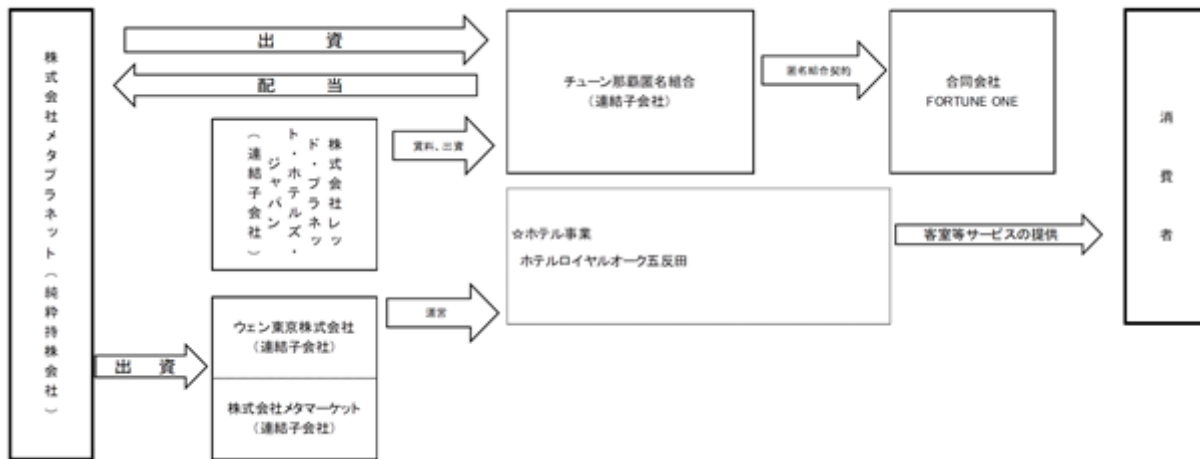 株式会社メタプラネット（純粋持株会社）
出　資
配　当
株式会社レッ
ド・プラネッ
ト・ホテルズ・
ジャパン
（連結子会社）
賃料、出資
チューン那覇匿名組合
（連結子会社）
匿名組合契約
合同会社
FORTUNE ONE
消費者
☆ホテル事業
ホテルロイヤルオーク五反田
客室等サービスの提供
運営
出　資
ウェン東京株式会社
（連結子会社）
株式会社メタマーケット
（連結子会社）